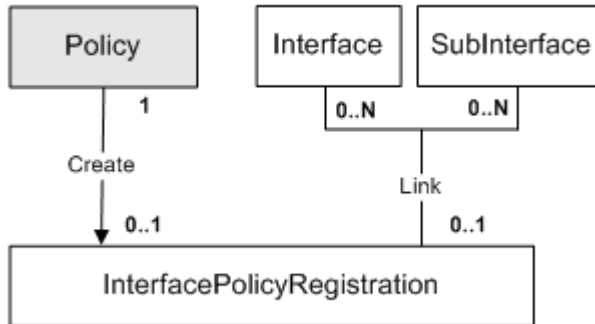 Policy
Interface
SubInterface
1
0..N
0..N
Create
Link
0..1
0..1
InterfacePolicyRegistration